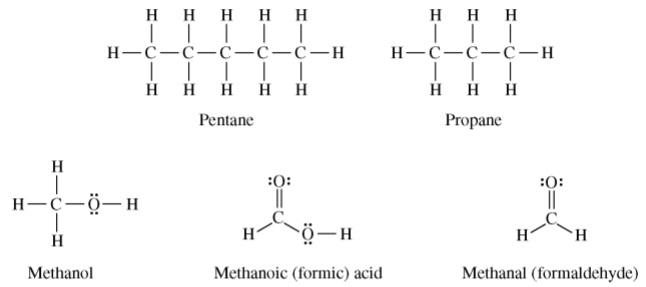 H H H H H H H H
H—C—C—C—C—C—H H—C—C—C—H
H H H H H H H H
Pentane Propane
H :O: :O:
H—C—Ö—H C C
H H Ö—H H H
Methanol Methanoic (formic) acid Methanal (formaldehyde)